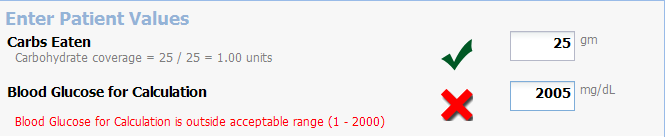 Enter Patient Values
Carbs Eaten 25 gm
Carbohydrate coverage = 25 / 25 = 1.00 units
Blood Glucose for Calculation 2005 mg/dL
Blood Glucose for Calculation is outside acceptable range (1 - 2000)